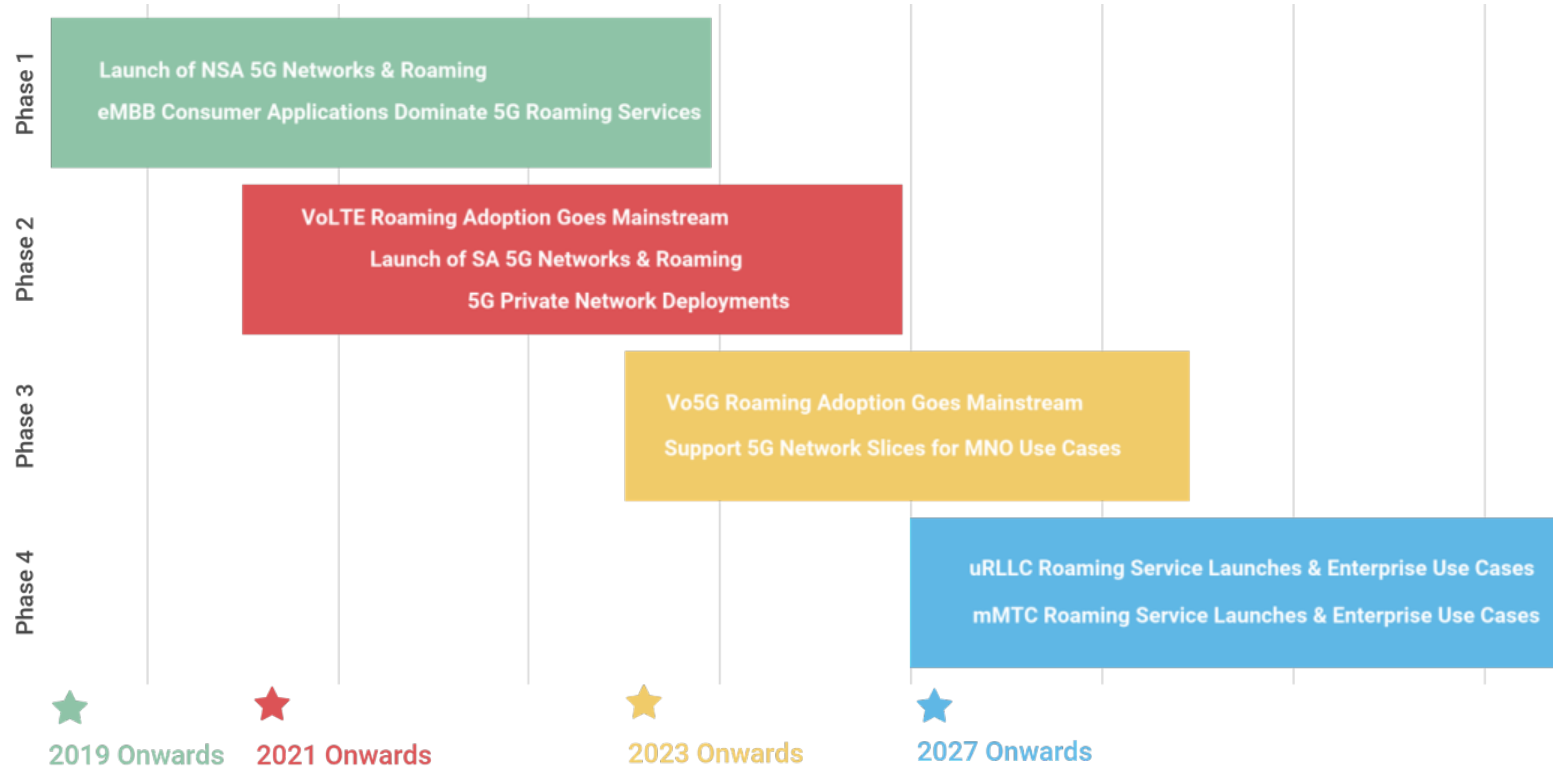 Phase 1
Launch of NSA 5G Networks & Roaming
eMBB Consumer Applications Dominate 5G Roaming Services
Phase 2
VoLTE Roaming Adoption Goes Mainstream
Launch of SA 5G Networks & Roaming
5G Private Network Deployments
Phase 3
Vo5G Roaming Adoption Goes Mainstream
Support 5G Network Slices for MNO Use Cases
Phase 4
uRLLC Roaming Service Launches & Enterprise Use Cases
mMTC Roaming Service Launches & Enterprise Use Cases
2019 Onwards
2021 Onwards
2023 Onwards
2027 Onwards